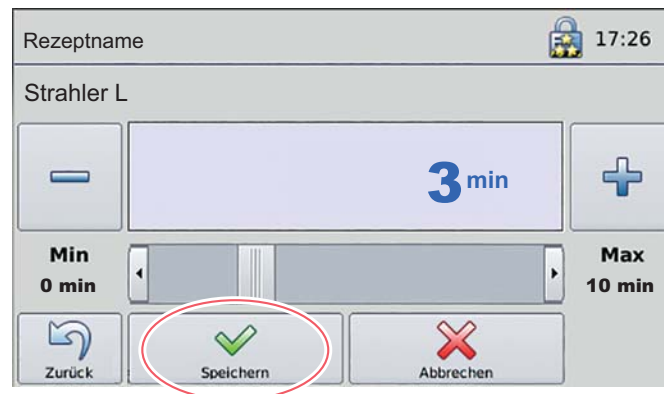 Rezeptname 17:26
Strahler L
3 min
Min Max
0 min 10 min
Zurück Speichern Abbrechen